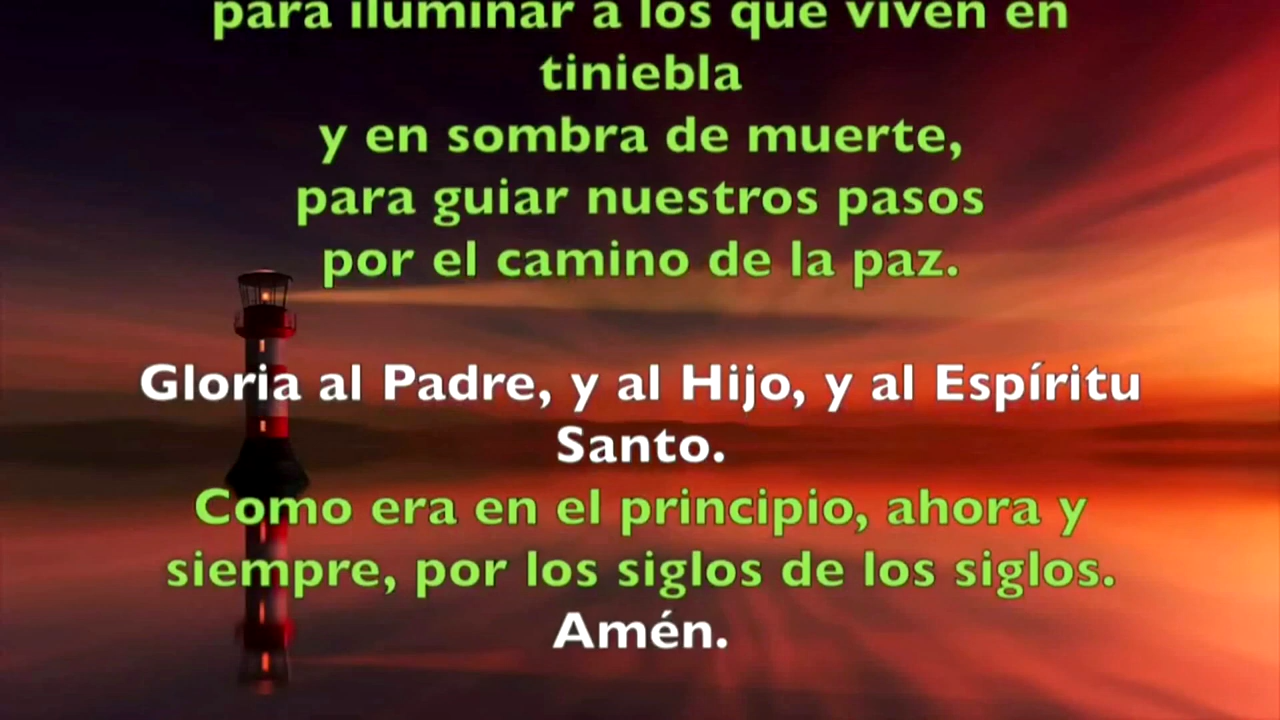 para iluminar a los que viven en
tiniebla
y en sombra de muerte,
para guiar nuestros pasos
por el camino de la paz.
Gloria al Padre, y al Hijo, y al Espíritu
Santo.
Como era en el principio, ahora y
siempre, por los siglos de los siglos.
Amén.